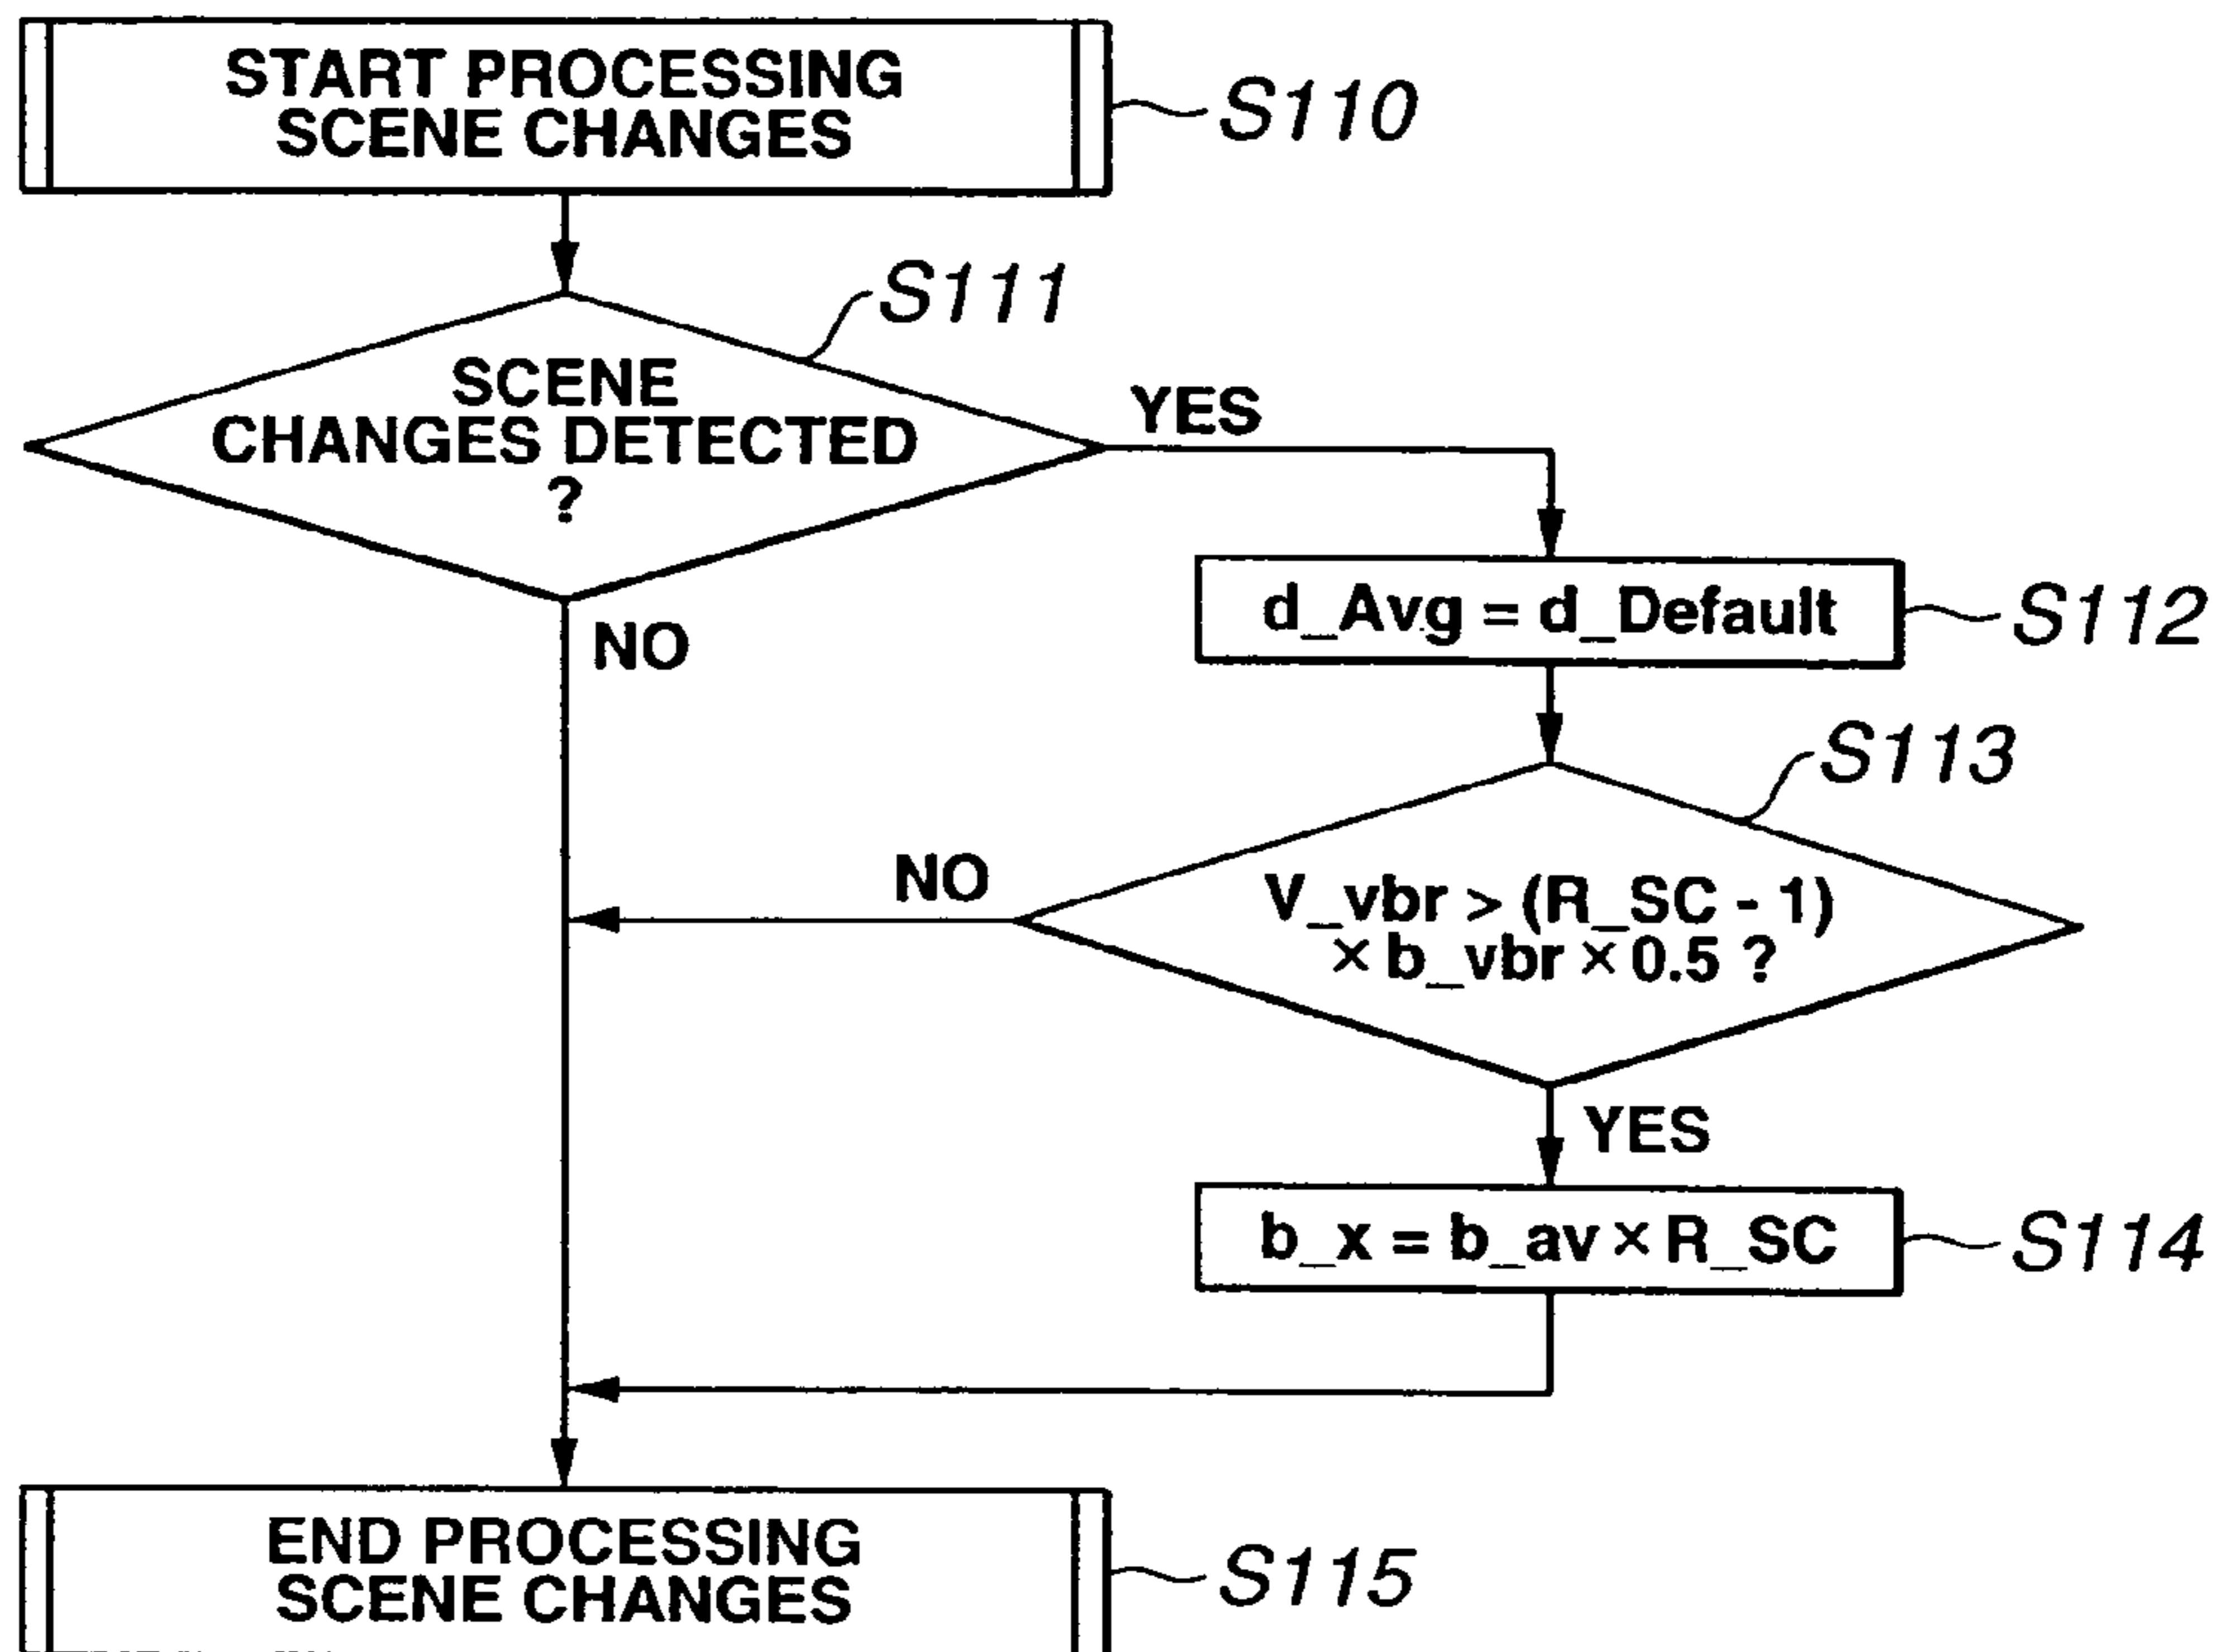 START PROCESSING
SCENE CHANGES
S110
S111
SCENE
CHANGES DETECTED
?
YES
NO
d_Avg = d_Default
S112
S113
NO
V_vbr > (R_SC - 1)
× b_vbr × 0.5 ?
YES
b_x = b_av × R_SC
S114
END PROCESSING
SCENE CHANGES
S115